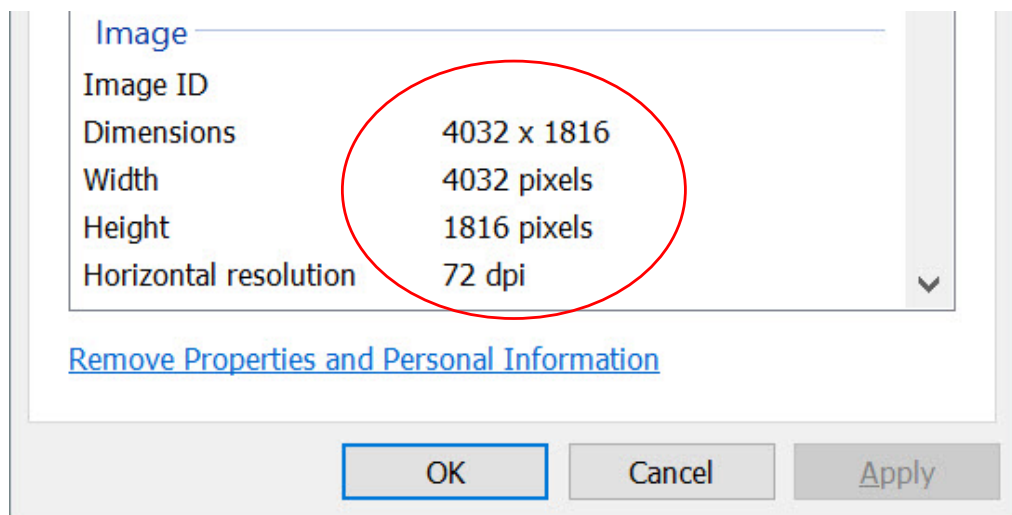 Image
Image ID
Dimensions 4032 x 1816
Width 4032 pixels
Height 1816 pixels
Horizontal resolution 72 dpi
Remove Properties and Personal Information
OK Cancel Apply